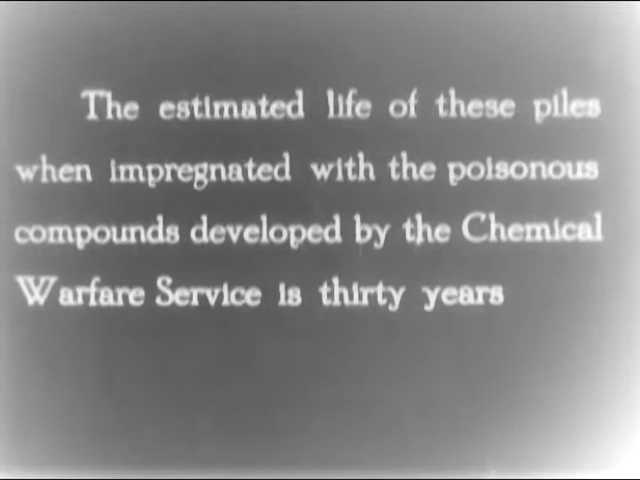 The estimated life of these piles
when impregnated with the poisonous
compounds developed by the Chemical
Warfare Service is thirty years